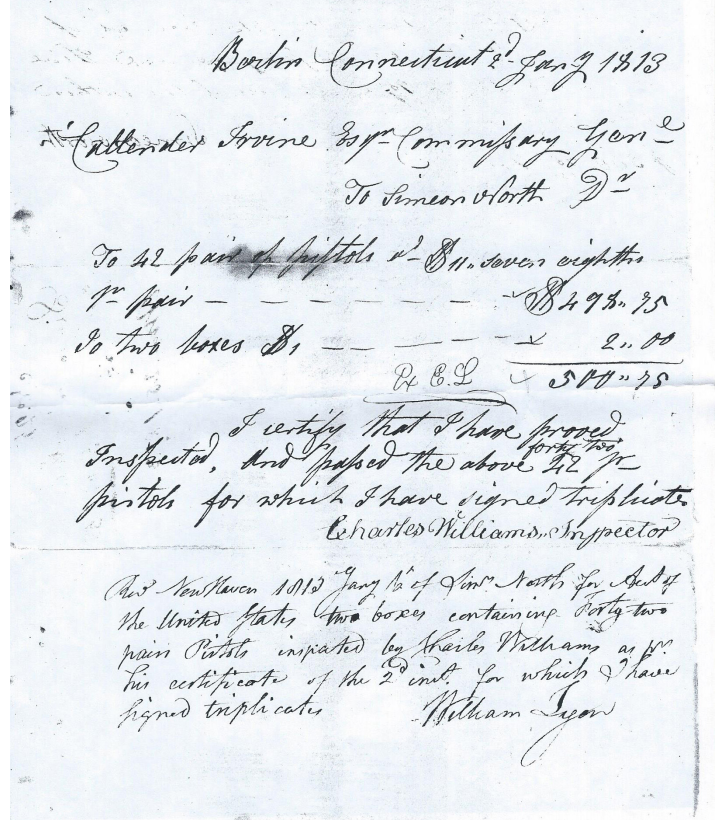 Berlin Connecticut 2d Jany 1813
Callender Irvine Esqr Commissary Genl
To Simeon North Dr
To 42 pair of pistols at $11,, seven eighths
pr pair — — — — — — $498,,75
To two boxes $1 — — — — 2,,00
Ex E.L 500,,75
I certify that I have proved
Inspected, And passed the above forty two 42 pr
pistols for which I have signed triplicates
Charles Williams,, Inspector
Recd New Haven 1813 Jany of Simn North for Acct of
the United States two boxes containing Forty two
pair Pistols inspected by Charles Williams as pr
his certificate of the 2d inst. for which I have
signed triplicates William Lyon